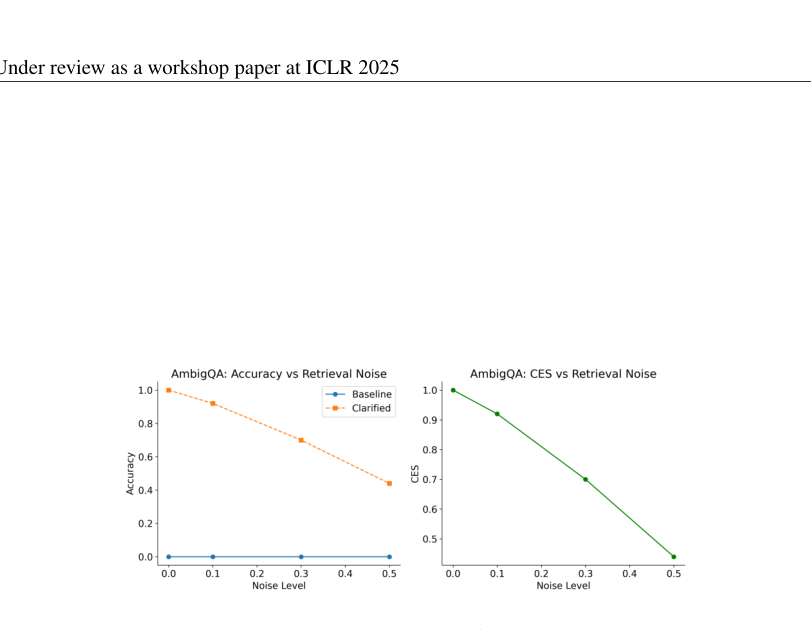 Under review as a workshop paper at ICLR 2025
AmbigQA: Accuracy vs Retrieval Noise
1.0
0.8
0.6
0.4
0.2
0.0
Accuracy
Baseline
Clarified
0.0 0.1 0.2 0.3 0.4 0.5
Noise Level
AmbigQA: CES vs Retrieval Noise
1.0
0.9
0.8
0.7
0.6
0.5
CES
0.0 0.1 0.2 0.3 0.4 0.5
Noise Level